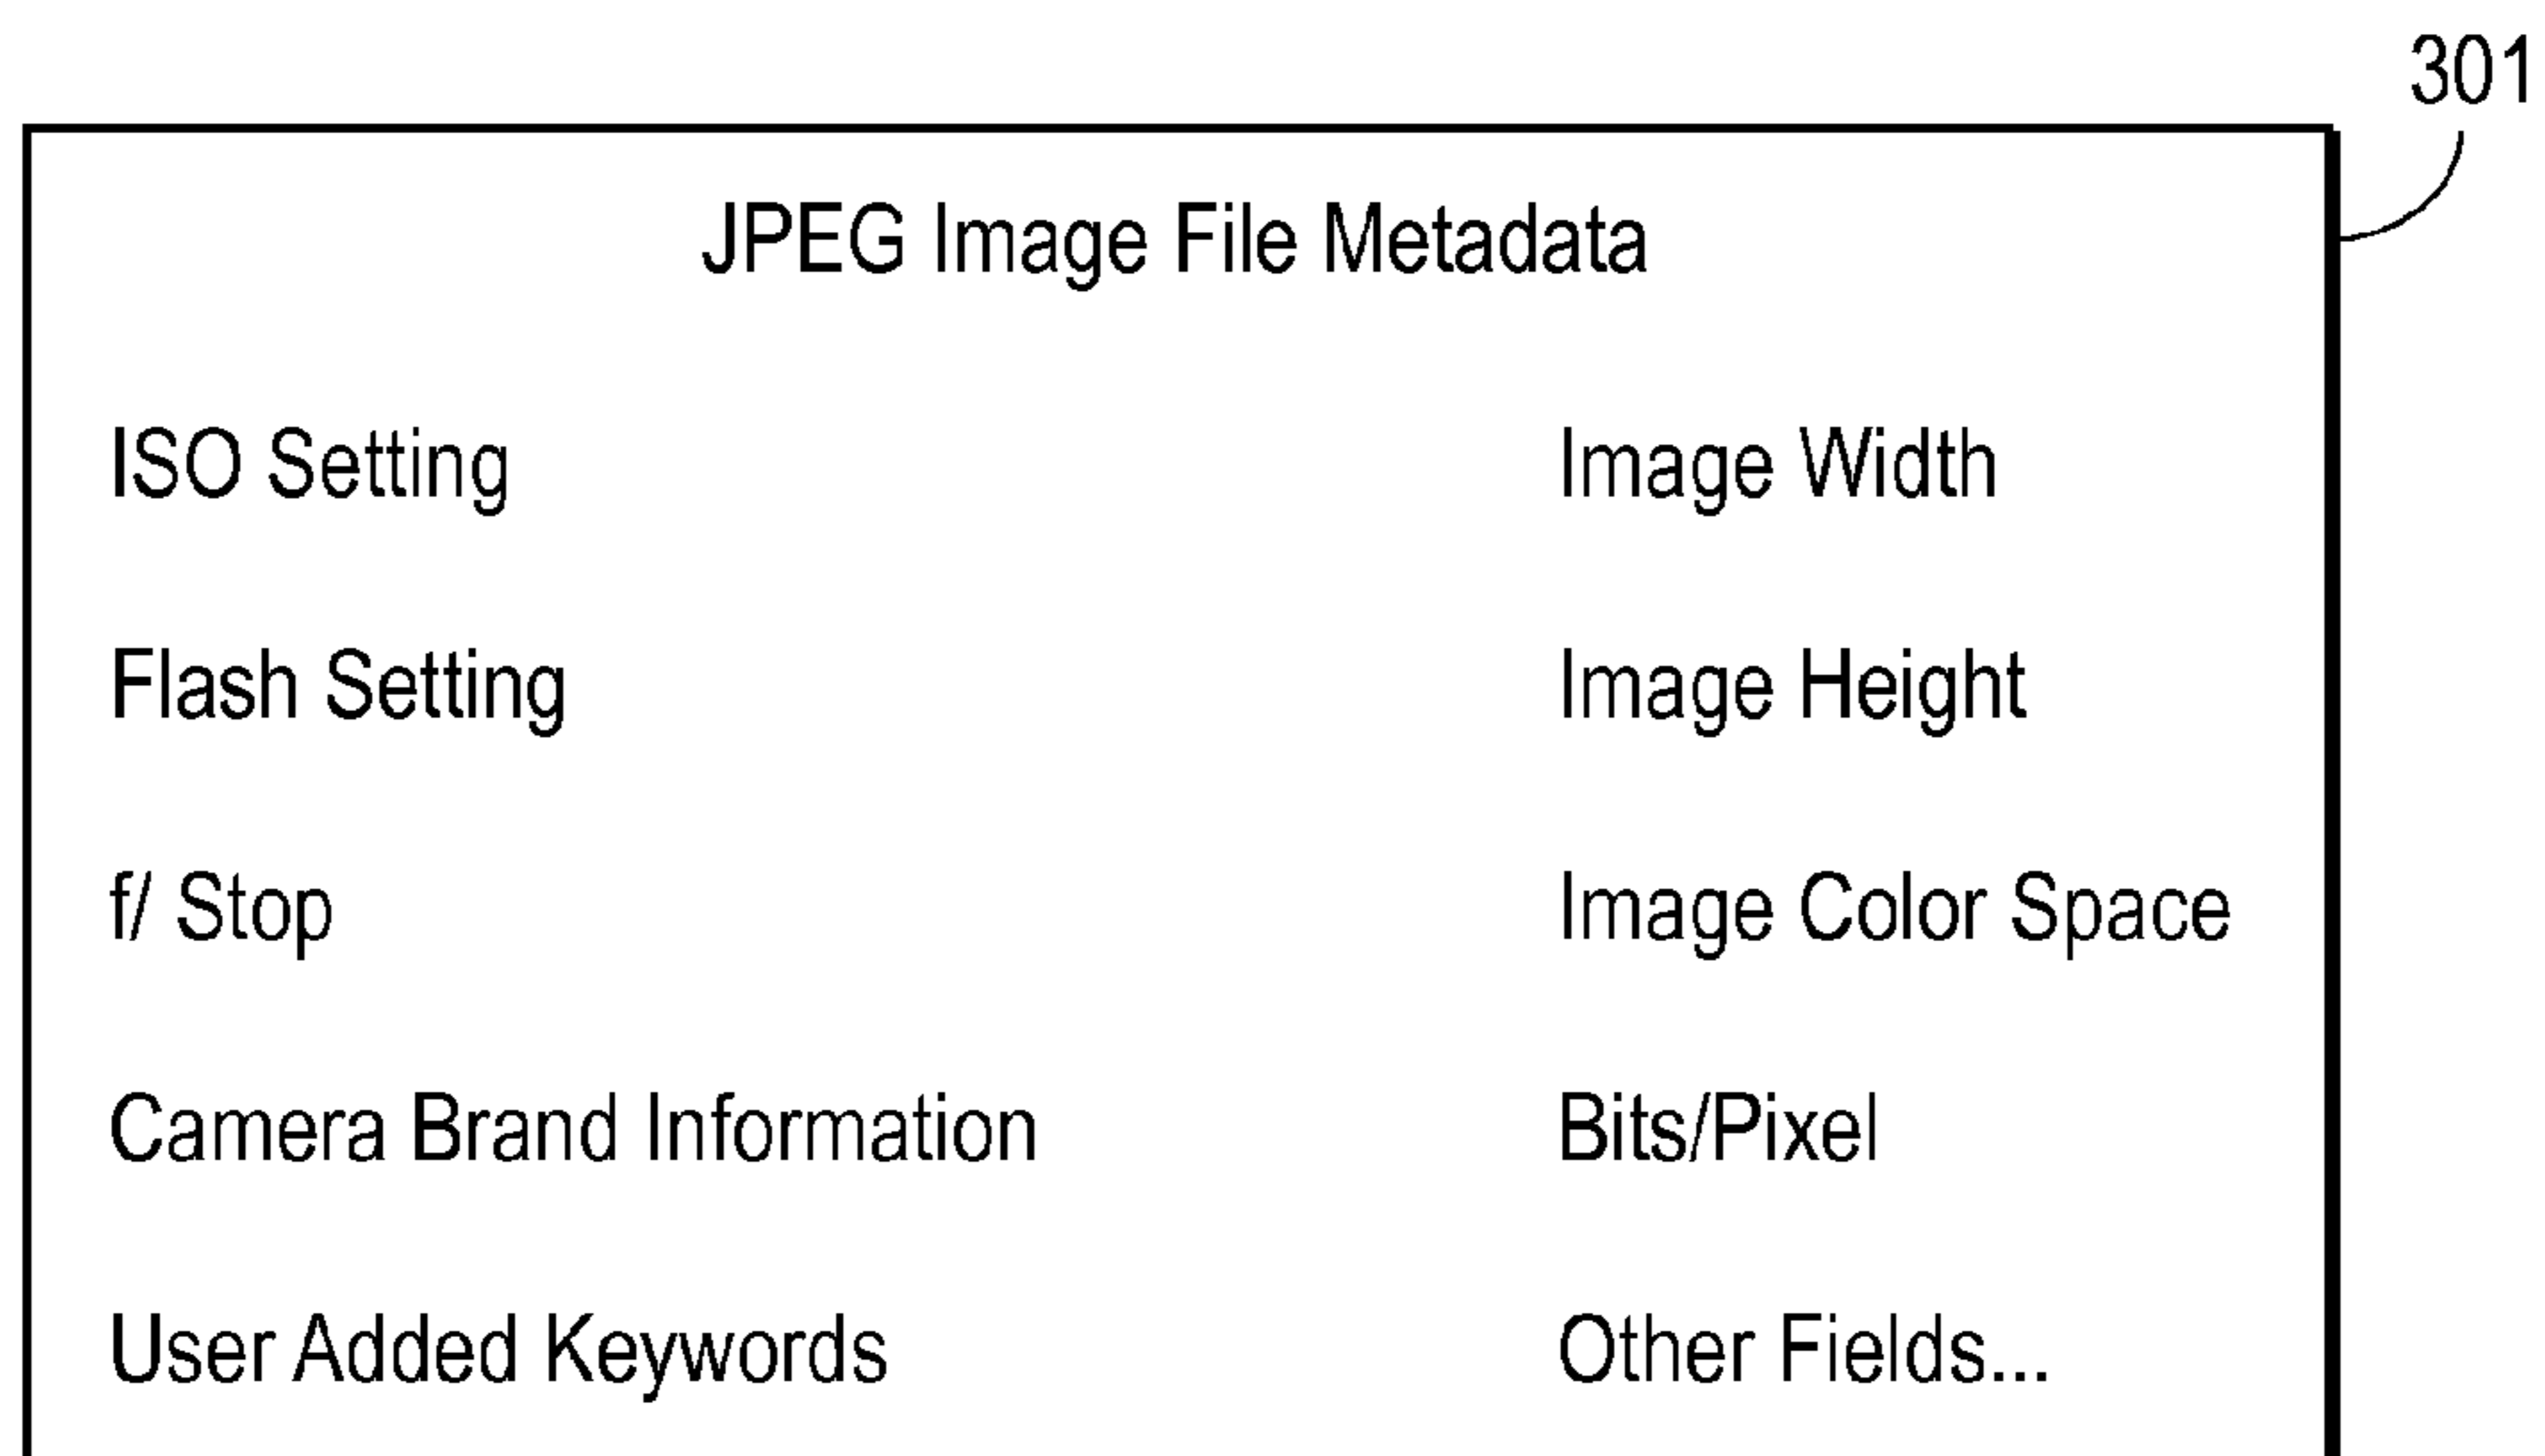 301
JPEG Image File Metadata
ISO Setting Image Width
Flash Setting Image Height
f/ Stop Image Color Space
Camera Brand Information Bits/Pixel
User Added Keywords Other Fields...